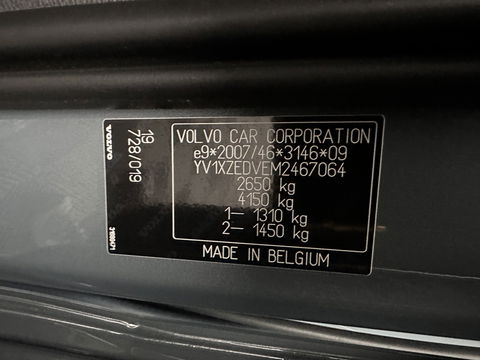 VOLVO CAR CORPORATION
e9*2007/46*3146*09
YV1XZEDVEM2467064
2650 kg
4150 kg
1– 1310 kg
2– 1450 kg
MADE IN BELGIUM
19
728/019
VOLVO